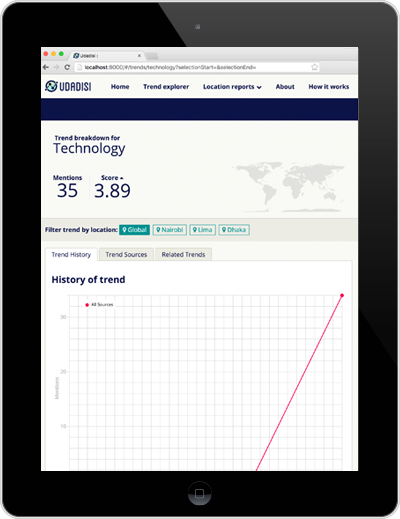 Udadisi :
localhost:8000/#/trends/technology?selectionStart=&selectionEnd=
UDADISI Home Trend explorer Location reports About How it works
Trend breakdown for
Technology
Mentions Score
35 3.89
Filter trend by location: Global Nairobi Lima Dhaka
Trend History Trend Sources Related Trends
History of trend
All Sources
30
20
10
Mentions